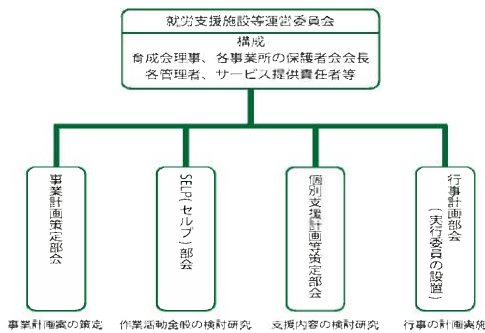 就労支援施設等運営委員会
構成
育成会理事、各事業所の保護者会会長
各管理者、サービス提供責任者等
事業計画策定部会
SELP(セルプ)部会
個別支援計画等策定部会
行事計画部会
(実行委員の設置)
事業計画案の策定
作業活動全般の検討研究
支援内容の検討研究
行事の計画実施